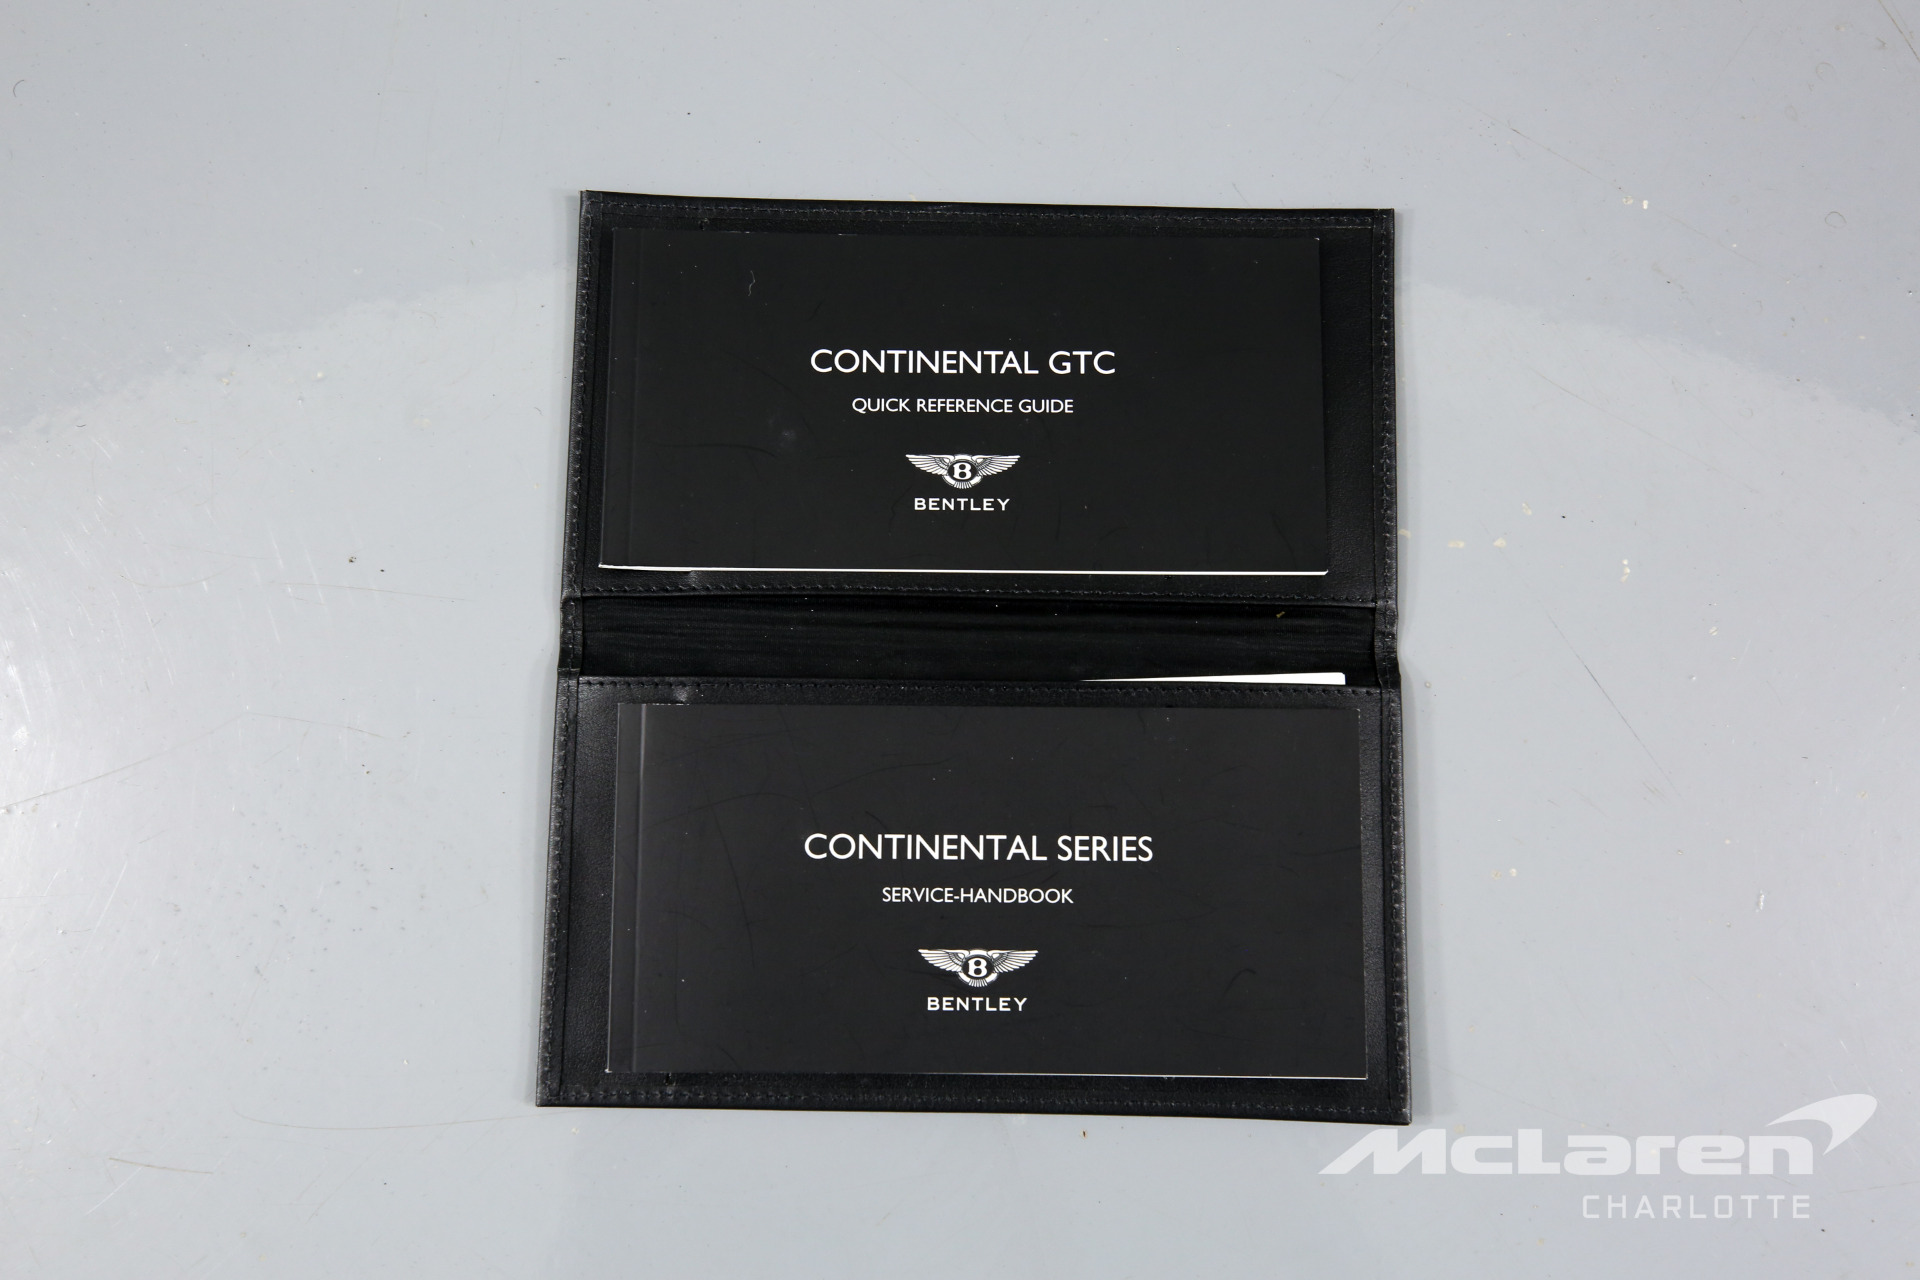 CONTINENTAL GTC
QUICK REFERENCE GUIDE
B
BENTLEY
CONTINENTAL SERIES
SERVICE-HANDBOOK
B
BENTLEY
McLaren
CHARLOTTE